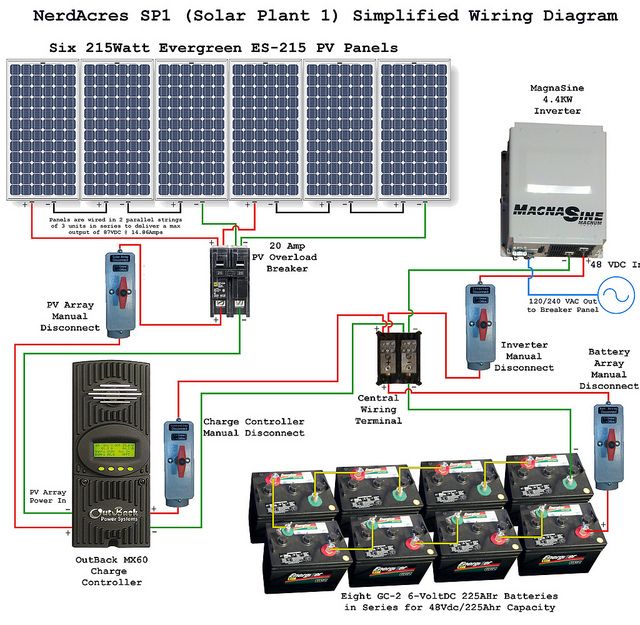 NerdAcres SP1 (Solar Plant 1) Simplified Wiring Diagram
Six 215Watt Evergreen ES-215 PV Panels
MagnaSine
4.4KW
Inverter
MAGNASINE
MAGNUM
+ - + - + - + - + - + -
Panels are wired in 2 parallel strings
of 3 units in series to deliver a max
output of 87VDC @ 14.86Amps
20 Amp
PV Overload
Breaker
- +
48 VDC In
120/240 VAC Out
to Breaker Panel
PV Array
Manual
Disconnect
+ -
Inverter
Manual
Disconnect
Battery
Array
Manual
Disconnect
Central
Wiring
Terminal
Charge Controller
Manual Disconnect
PV Array
Power In
OutBack
Power Systems
OutBack MX60
Charge
Controller
Energizer
Eight GC-2 6-VoltDC 225AHr Batteries
in Series for 48Vdc/225Ahr Capacity